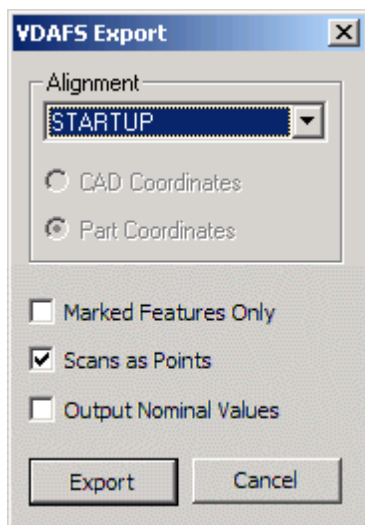 VDAFS Export
Alignment
STARTUP
CAD Coordinates
Part Coordinates
Marked Features Only
Scans as Points
Output Nominal Values
Export Cancel